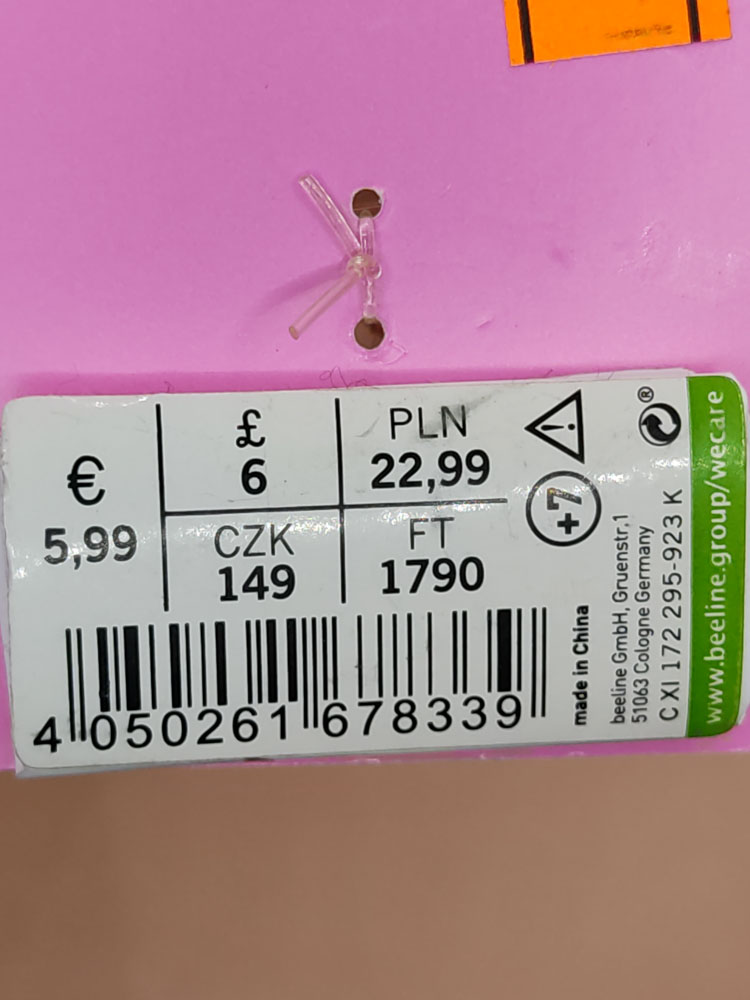 €
5,99
£
6
PLN
22,99
CZK
149
FT
1790
4 050261 678339
+7
made in China
beeline GmbH, Gruenstr,1
51063 Cologne Germany
C XI 172 295-923 K
®
www.beeline.group/wecare